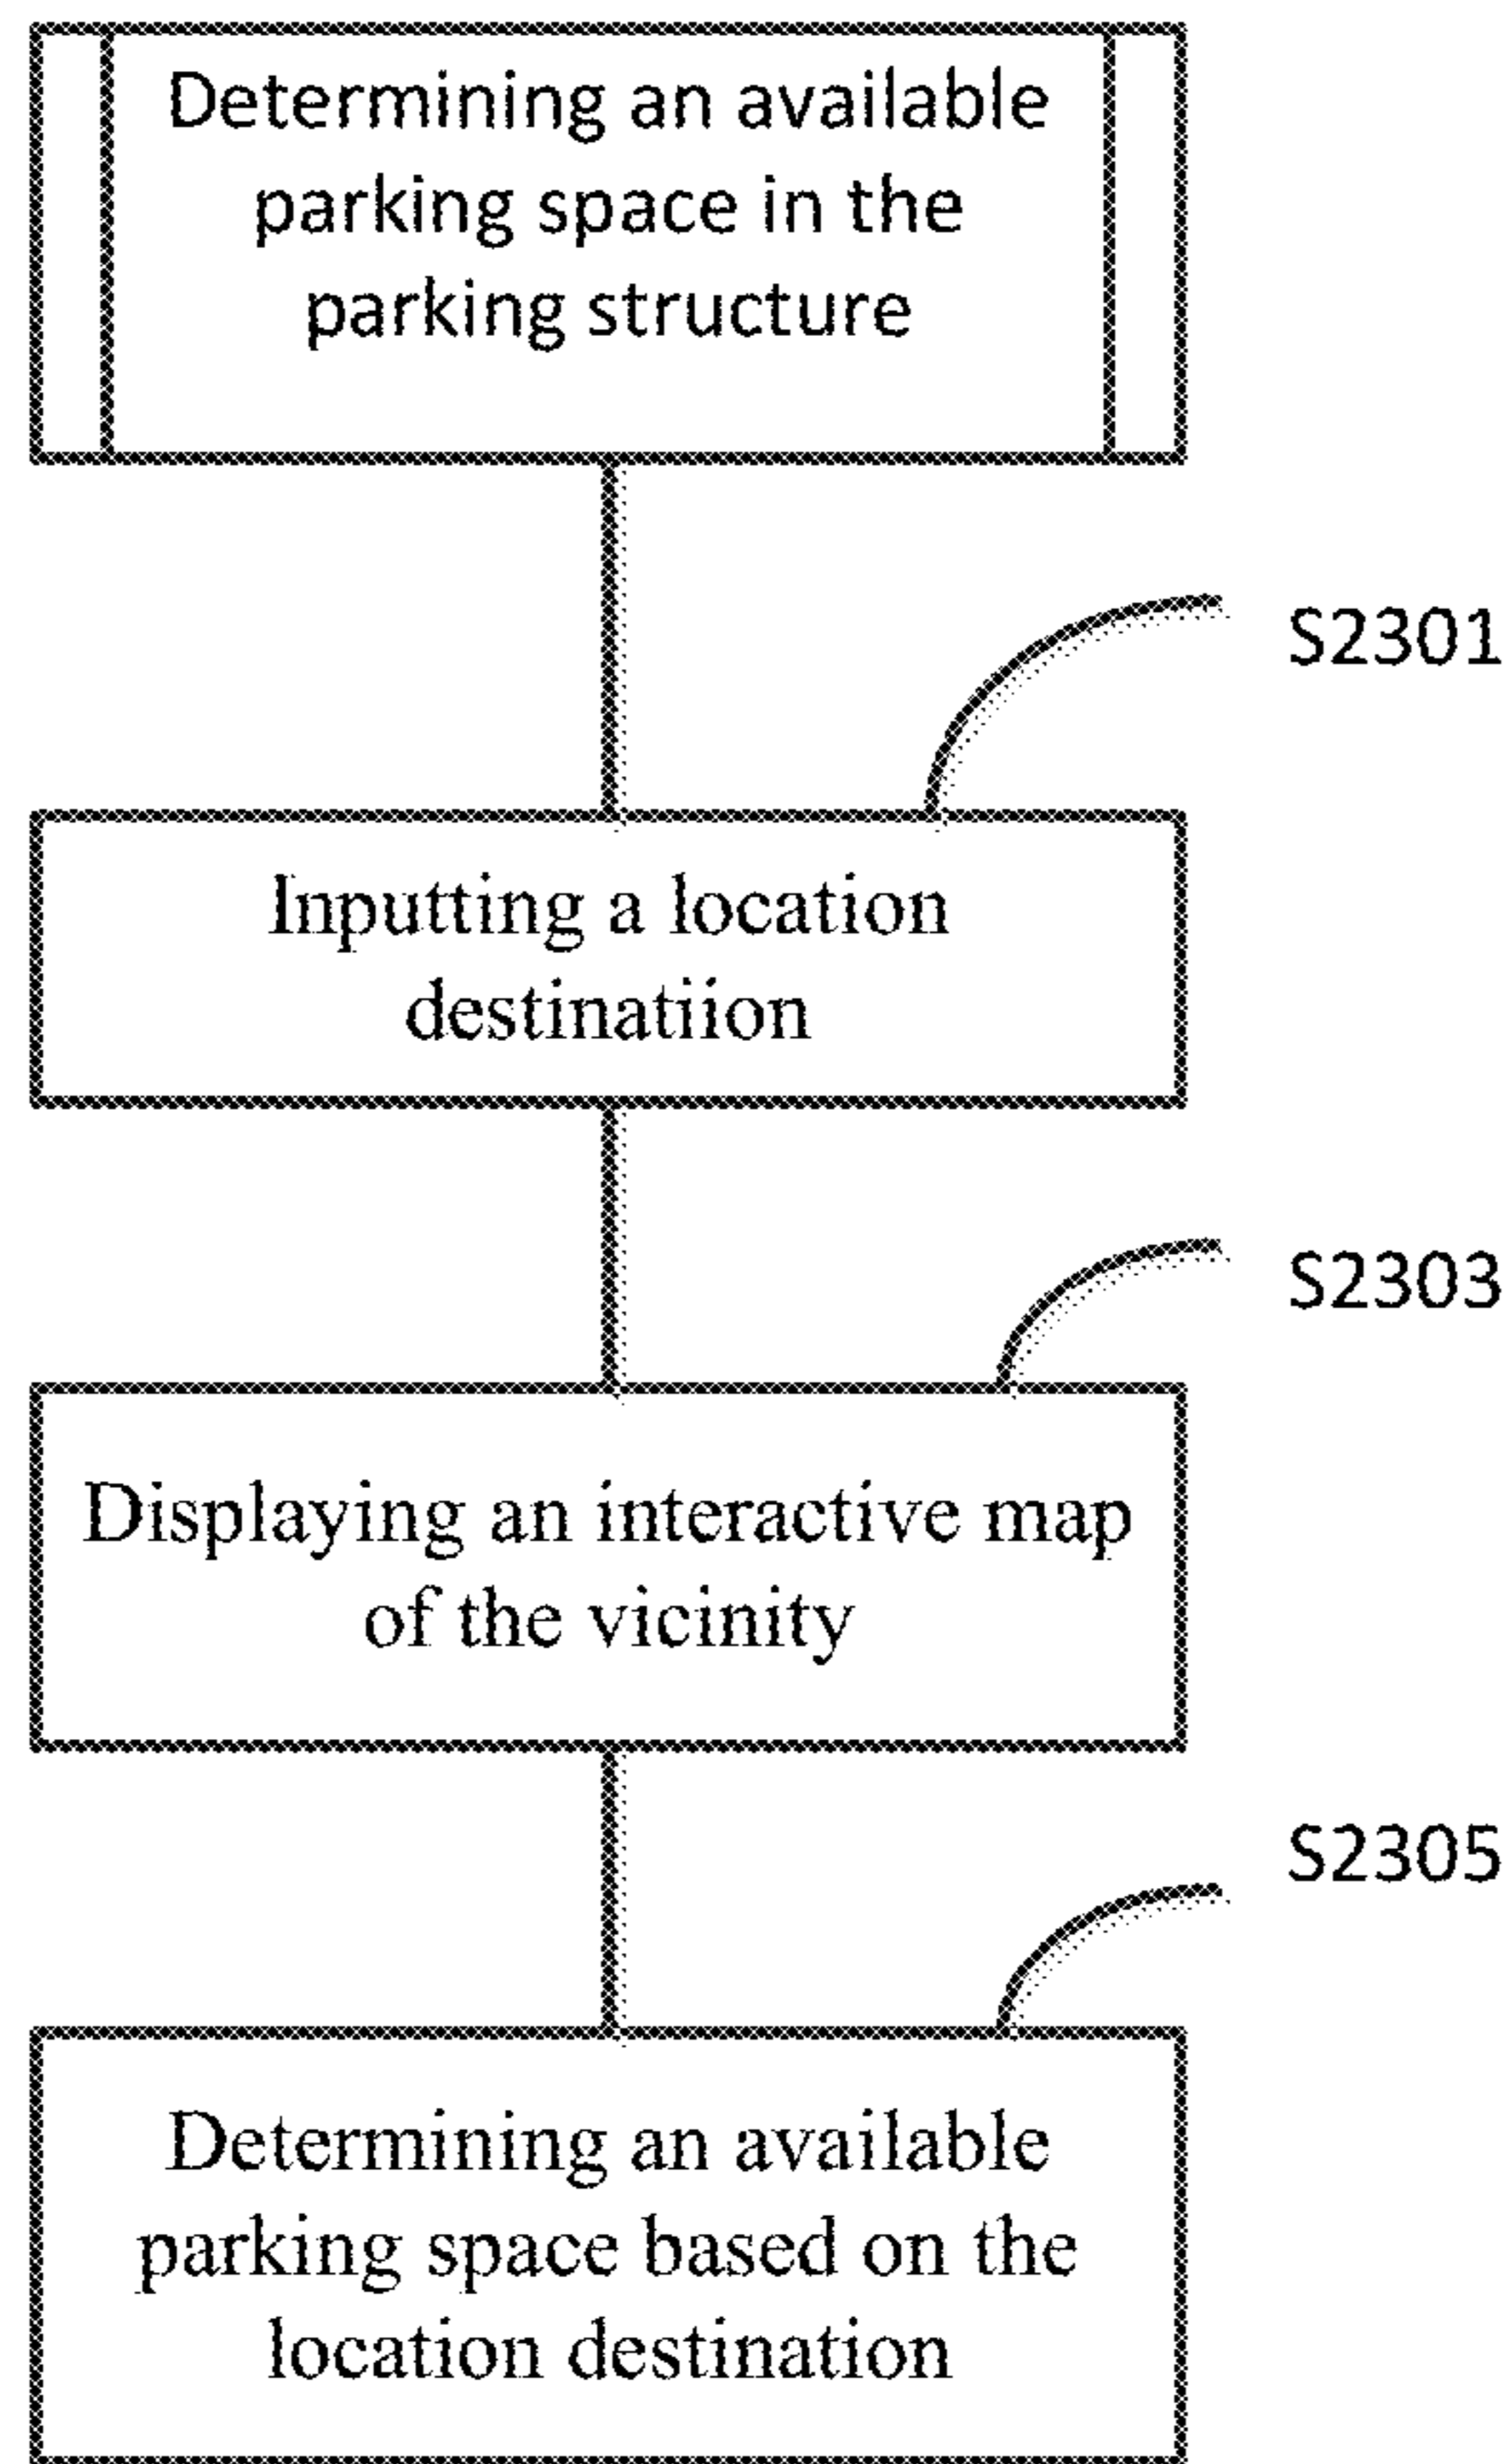 Determining an available
parking space in the
parking structure
S2301
Inputting a location
destinatiion
S2303
Displaying an interactive map
of the vicinity
S2305
Determining an available
parking space based on the
location destination